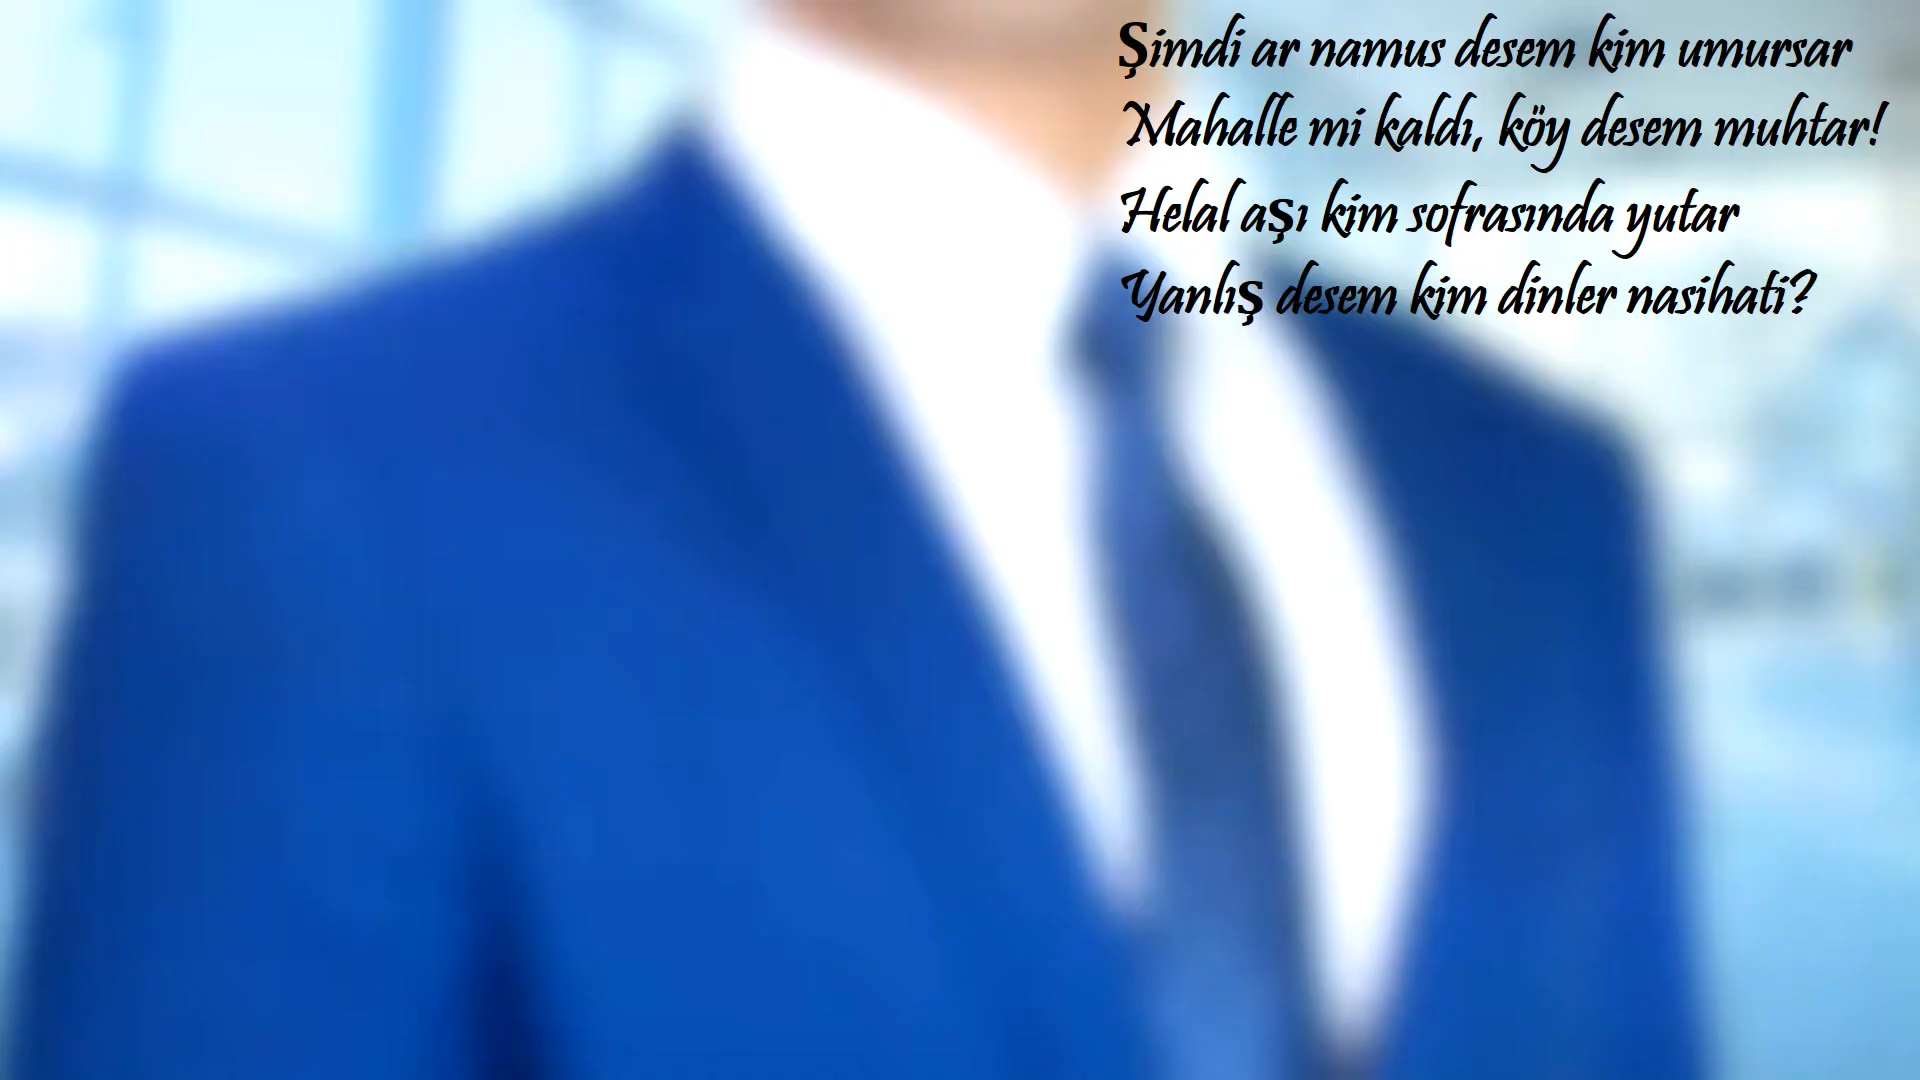 Şimdi ar namus desem kim umursar
Mahalle mi kaldı, köy desem muhtar!
Helal aşı kim sofrasında yutar
Yanlış desem kim dinler nasihati?